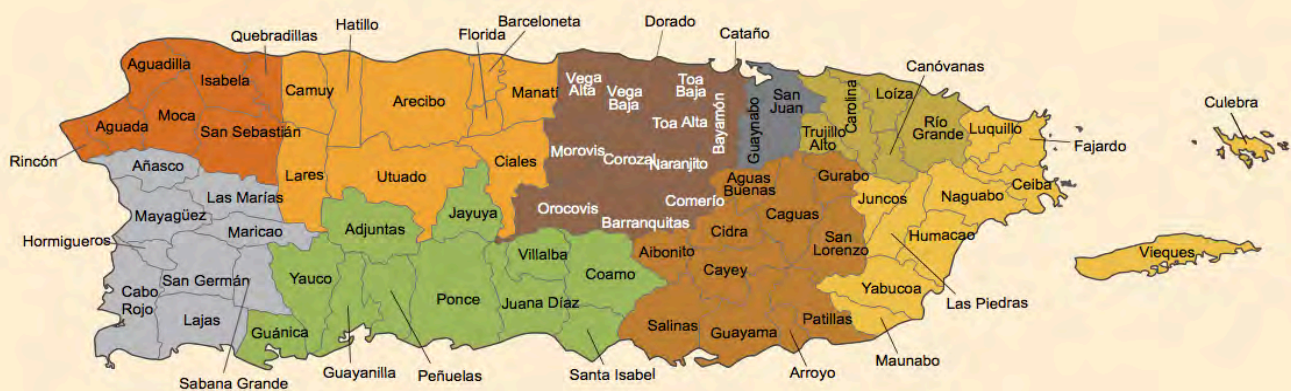 Hatillo
Barceloneta
Dorado
Quebradillas
Florida
Cataño
Aguadilla
Isabela
Canóvanas
Camuy
Arecibo
Manatí
Vega
Alta
Vega
Baja
Toa
Baja
San
Juan
Carolina
Loíza
Culebra
Moca
Aguada
San Sebastián
Toa Alta
Bayamón
Guaynabo
Trujillo
Alto
Río
Grande
Luquillo
Fajardo
Rincón
Añasco
Lares
Utuado
Ciales
Morovis
Corozal
Naranjito
Aguas
Buenas
Gurabo
Juncos
Naguabo
Ceiba
Las Marías
Mayagüez
Maricao
Jayuya
Adjuntas
Orocovis
Comerío
Barranquitas
Caguas
Cidra
San
Lorenzo
Humacao
Hormigueros
Vieques
Villalba
Coamo
Aibonito
Cayey
San Germán
Yauco
Cabo
Rojo
Lajas
Ponce
Juana Díaz
Yabucoa
Las Piedras
Guánica
Salinas
Guayama
Patillas
Sabana Grande
Guayanilla
Peñuelas
Santa Isabel
Arroyo
Maunabo